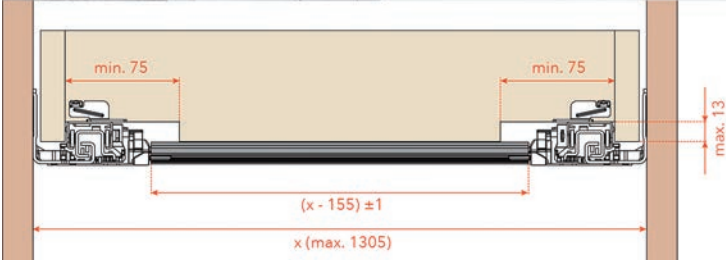 min. 75
min. 75
max. 13
(x - 155) ±1
x (max. 1305)